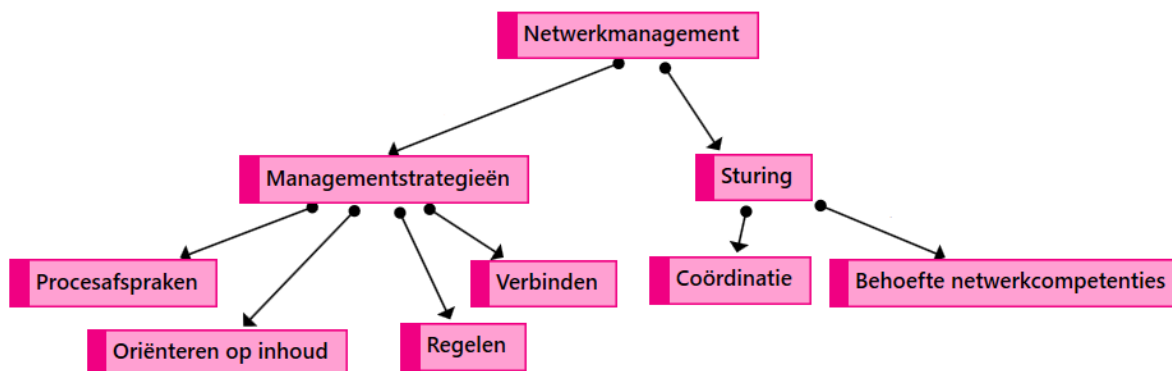 Netwerkmanagement
Managementstrategieën
Sturing
Procesafspraken
Verbinden
Coördinatie
Behoefte netwerkcompetenties
Oriënteren op inhoud
Regelen